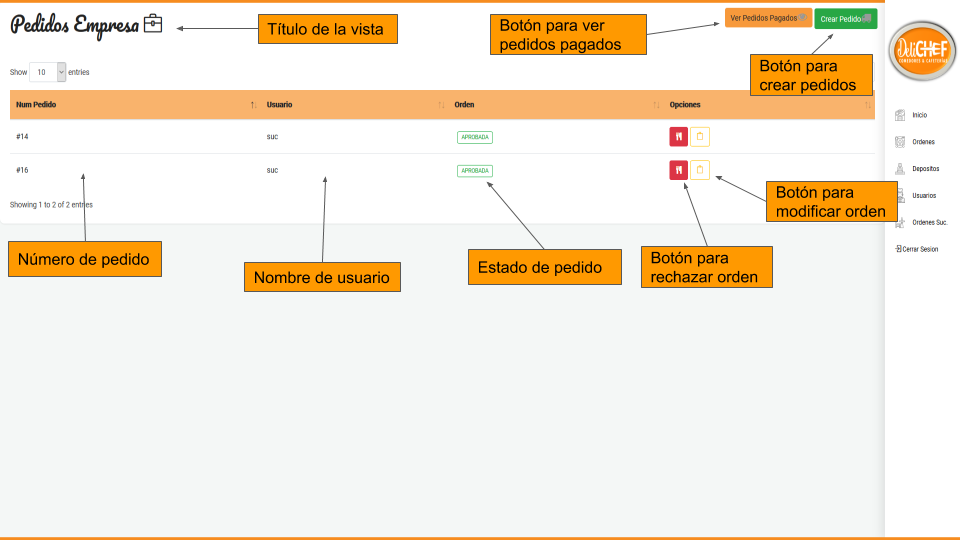 Pedidos Empresa
Título de la vista
Botón para ver
pedidos pagados
Ver Pedidos Pagados
Crear Pedido
Botón para
crear pedidos
DeliCHEF
COMEDORES & CAFETERIAS
Show 10 entries
Num Pedido Usuario Orden Opciones
#14 suc APROBADA
#16 suc APROBADA
Showing 1 to 2 of 2 entries
Inicio
Ordenes
Depositos
Usuarios
Ordenes Suc.
Cerrar Sesion
Botón para
modificar orden
Número de pedido
Nombre de usuario
Estado de pedido
Botón para
rechazar orden